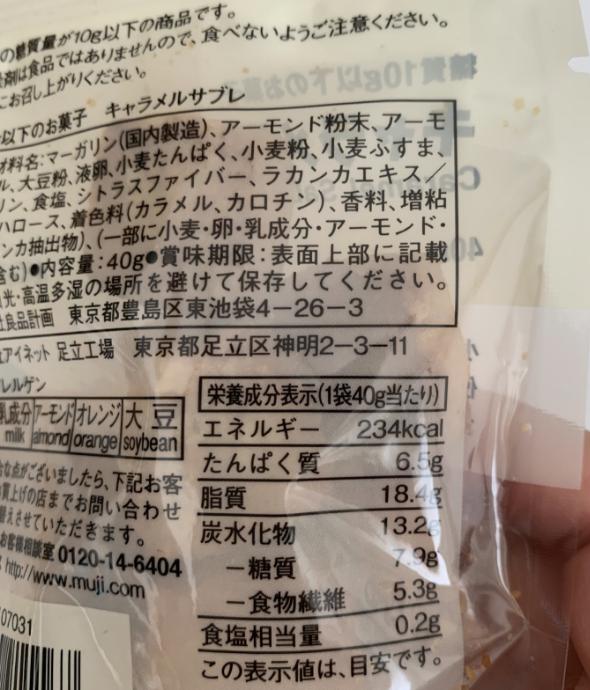 の糖質量が10g以下の商品です。
剤は食品ではありませんので、食べないようご注意ください。
にお召し上がりください。
以下のお菓子 キャラメルサブレ
材料名:マーガリン(国内製造)、アーモンド粉末、アーモ
ル、大豆粉、液卵、小麦たんぱく、小麦粉、小麦ふすま、
リン、食塩、シトラスファイバー、ラカンカエキス/
ハロース、着色料(カラメル、カロチン)、香料、増粘
ンカ抽出物)、(一部に小麦・卵・乳成分・アーモンド・
含む)●内容量:40g●賞味期限:表面上部に記載
光・高温多湿の場所を避けて保存してください。
良品計画 東京都豊島区東池袋4-26-3
アイネット 足立工場 東京都足立区神明2-3-11
レルゲン
乳成分 アーモンド オレンジ 大豆
milk almond orange soybean
な点がございましたら、下記お客
質上げの店までお問い合わせ
替えさせていただきます。
お客様相談室 0120-14-6404
http://www.muji.com
07031
栄養成分表示(1袋40g当たり)
エネルギー 234kcal
たんぱく質 6.5g
脂質 18.4g
炭水化物 13.2g
-糖質 7.9g
-食物繊維 5.3g
食塩相当量 0.2g
この表示値は、目安です。